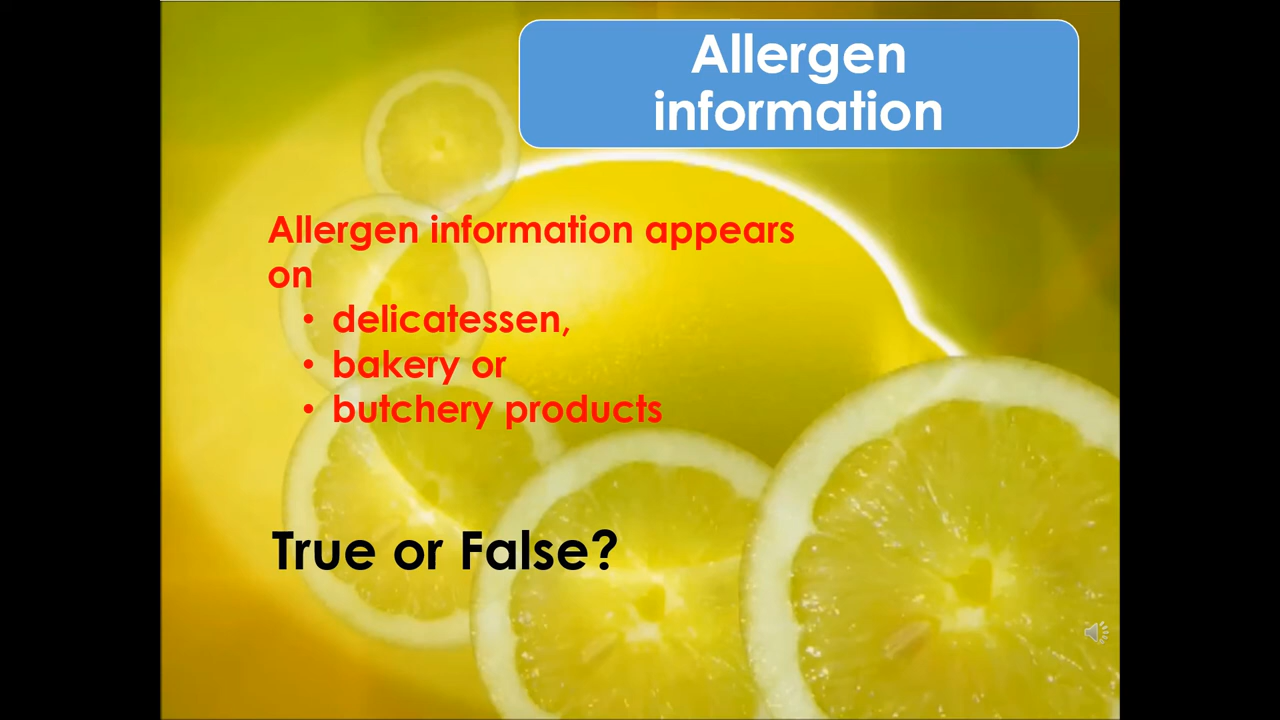 Allergen
information
Allergen information appears
on
• delicatessen,
• bakery or
• butchery products
True or False?